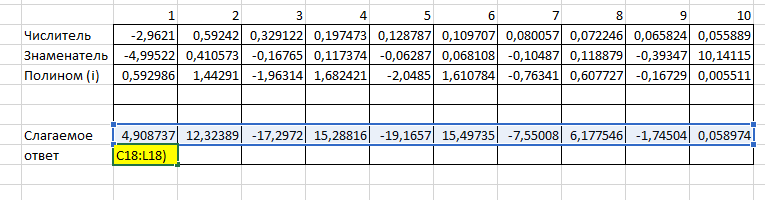 1 2 3 4 5 6 7 8 9 10
Числитель -2,9621 0,59242 0,329122 0,197473 0,128787 0,109707 0,080057 0,072246 0,065824 0,055889
Знаменатель -4,99522 0,410573 -0,16765 0,117374 -0,06287 0,068108 -0,10487 0,118879 -0,39347 10,14115
Полином (i) 0,592986 1,44291 -1,96314 1,682421 -2,0485 1,610784 -0,76341 0,607727 -0,16729 0,005511
Слагаемое 4,908737 12,32389 -17,2972 15,28816 -19,1657 15,49735 -7,55008 6,177546 -1,74504 0,058974
ответ C18:L18)